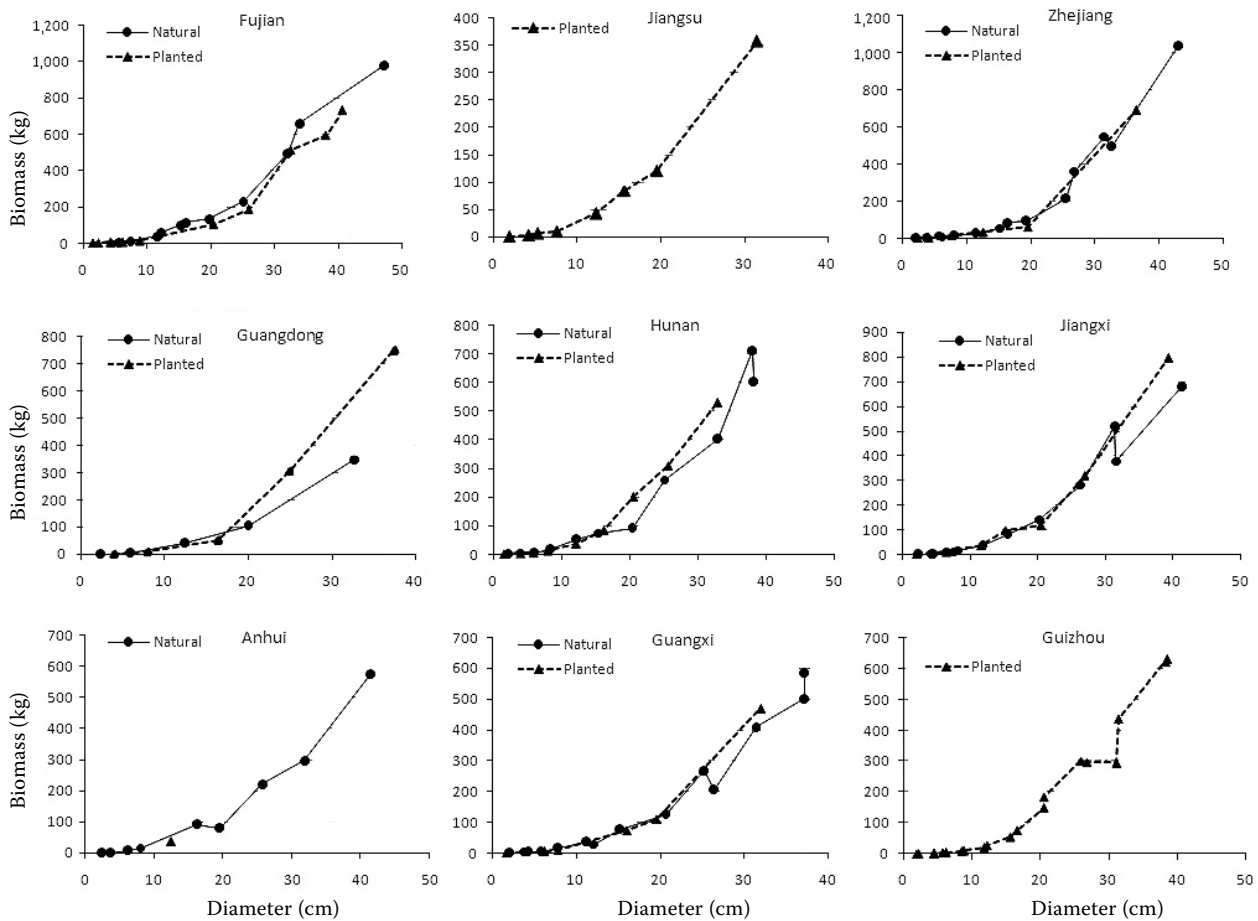 Fujian
Natural
Planted
Biomass (kg)
1,200
1,000
800
600
400
200
0
0 10 20 30 40 50
Jiangsu
Planted
400
350
300
250
200
150
100
50
0
0 10 20 30 40
Zhejiang
Natural
Planted
1,200
1,000
800
600
400
200
0
0 10 20 30 40 50
Guangdong
Natural
Planted
Biomass (kg)
800
700
600
500
400
300
200
100
0
0 10 20 30 40
Hunan
Natural
Planted
800
700
600
500
400
300
200
100
0
0 10 20 30 40 50
Jiangxi
Natural
Planted
900
800
700
600
500
400
300
200
100
0
0 10 20 30 40 50
Anhui
Natural
Biomass (kg)
700
600
500
400
300
200
100
0
0 10 20 30 40 50
Diameter (cm)
Guangxi
Natural
Planted
700
600
500
400
300
200
100
0
0 10 20 30 40
Diameter (cm)
Guizhou
Planted
700
600
500
400
300
200
100
0
0 10 20 30 40 50
Diameter (cm)